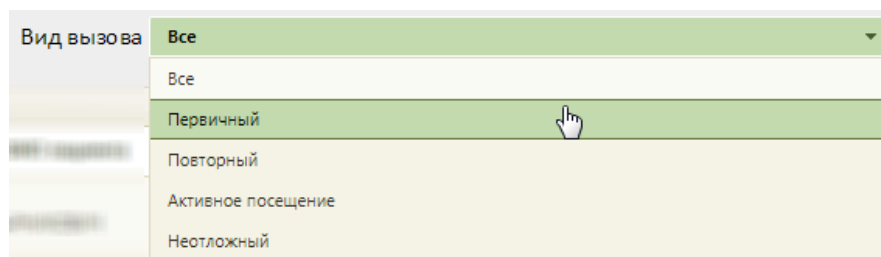 Вид вызова Все
Все
Первичный
Повторный
Активное посещение
Неотложный